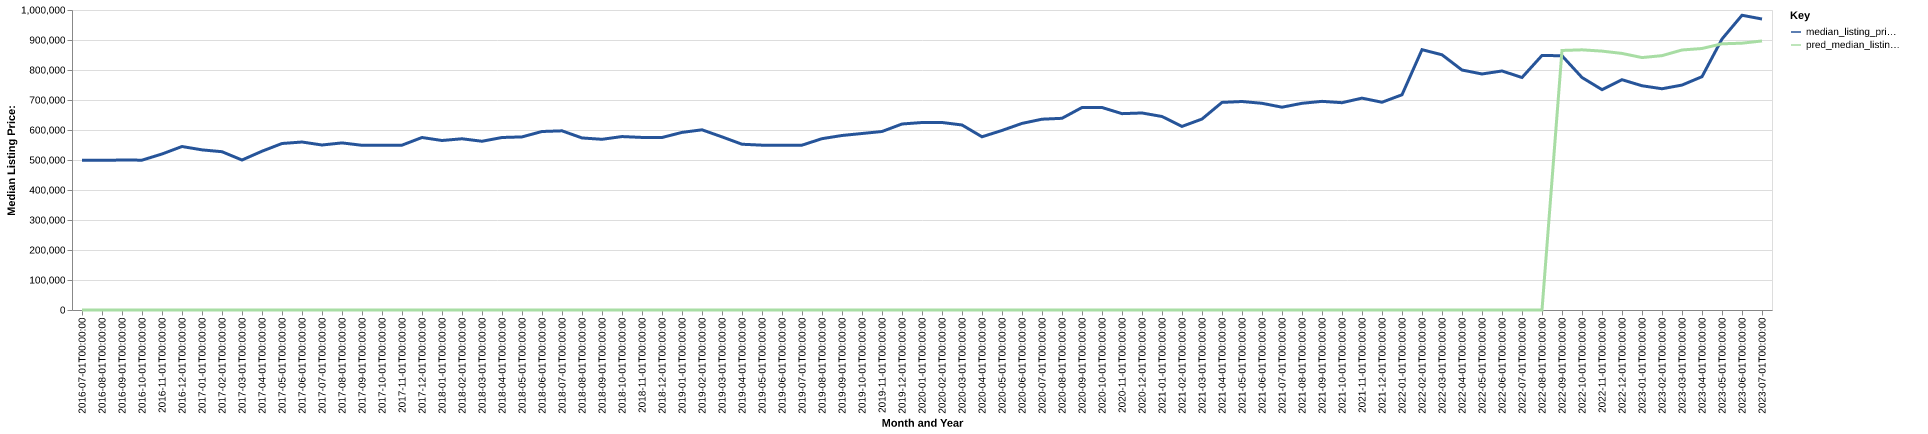 1,000,000
900,000
800,000
700,000
600,000
500,000
400,000
300,000
200,000
100,000
0
Median Listing Price:
2016-07-01T00:00:00
2016-08-01T00:00:00
2016-09-01T00:00:00
2016-10-01T00:00:00
2016-11-01T00:00:00
2016-12-01T00:00:00
2017-01-01T00:00:00
2017-02-01T00:00:00
2017-03-01T00:00:00
2017-04-01T00:00:00
2017-05-01T00:00:00
2017-06-01T00:00:00
2017-07-01T00:00:00
2017-08-01T00:00:00
2017-09-01T00:00:00
2017-10-01T00:00:00
2017-11-01T00:00:00
2017-12-01T00:00:00
2018-01-01T00:00:00
2018-02-01T00:00:00
2018-03-01T00:00:00
2018-04-01T00:00:00
2018-05-01T00:00:00
2018-06-01T00:00:00
2018-07-01T00:00:00
2018-08-01T00:00:00
2018-09-01T00:00:00
2018-10-01T00:00:00
2018-11-01T00:00:00
2018-12-01T00:00:00
2019-01-01T00:00:00
2019-02-01T00:00:00
2019-03-01T00:00:00
2019-04-01T00:00:00
2019-05-01T00:00:00
2019-06-01T00:00:00
2019-07-01T00:00:00
2019-08-01T00:00:00
2019-09-01T00:00:00
2019-10-01T00:00:00
2019-11-01T00:00:00
2019-12-01T00:00:00
2020-01-01T00:00:00
2020-02-01T00:00:00
2020-03-01T00:00:00
2020-04-01T00:00:00
2020-05-01T00:00:00
2020-06-01T00:00:00
2020-07-01T00:00:00
2020-08-01T00:00:00
2020-09-01T00:00:00
2020-10-01T00:00:00
2020-11-01T00:00:00
2020-12-01T00:00:00
2021-01-01T00:00:00
2021-02-01T00:00:00
2021-03-01T00:00:00
2021-04-01T00:00:00
2021-05-01T00:00:00
2021-06-01T00:00:00
2021-07-01T00:00:00
2021-08-01T00:00:00
2021-09-01T00:00:00
2021-10-01T00:00:00
2021-11-01T00:00:00
2021-12-01T00:00:00
2022-01-01T00:00:00
2022-02-01T00:00:00
2022-03-01T00:00:00
2022-04-01T00:00:00
2022-05-01T00:00:00
2022-06-01T00:00:00
2022-07-01T00:00:00
2022-08-01T00:00:00
2022-09-01T00:00:00
2022-10-01T00:00:00
2022-11-01T00:00:00
2022-12-01T00:00:00
2023-01-01T00:00:00
2023-02-01T00:00:00
2023-03-01T00:00:00
2023-04-01T00:00:00
2023-05-01T00:00:00
2023-06-01T00:00:00
2023-07-01T00:00:00
Month and Year
Key
median_listing_pri…
pred_median_listin…